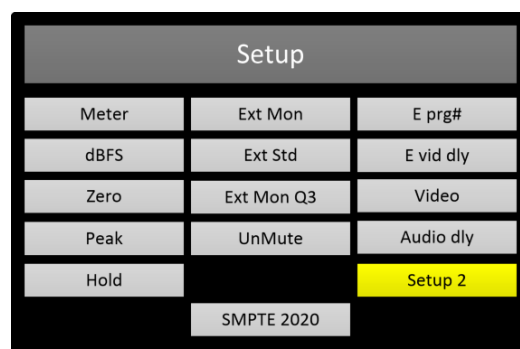 Setup
Meter Ext Mon E prg#
dBFS Ext Std E vid dly
Zero Ext Mon Q3 Video
Peak UnMute Audio dly
Hold Setup 2
SMPTE 2020